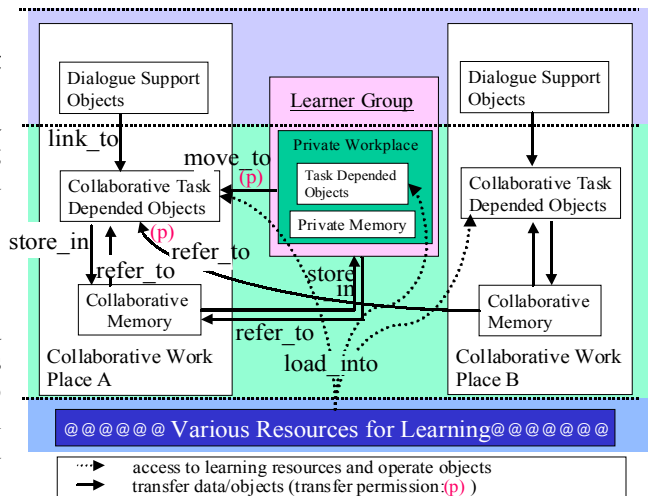 Dialogue Support
Objects
link_to
Collaborative Task
Depended Objects
store_in
refer_to
Collaborative
Memory
Collaborative Work
Place A
Learner Group
Private Workplace
Task Depended
Objects
Private Memory
move_to
(p)
(p)
refer_to
store_
in
refer_to
load_into
Dialogue Support
Objects
Collaborative Task
Depended Objects
Collaborative
Memory
Collaborative Work
Place B
@@@@@@ Various Resources for Learning@@@@@@@
access to learning resources and operate objects
transfer data/objects (transfer permission:(p) )